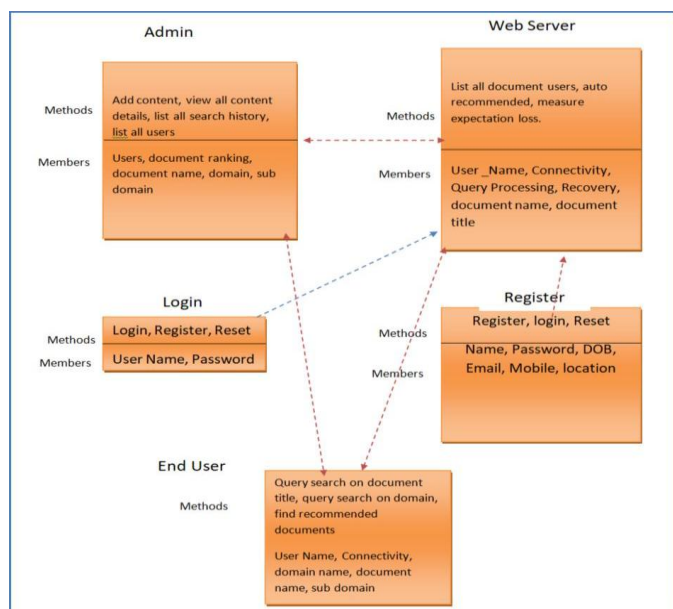 Admin
Web Server
Methods
Add content, view all content
details, list all search history,
list all users
Members
Users, document ranking,
document name, domain, sub
domain
Methods
List all document users, auto
recommended, measure
expectation loss.
Members
User _Name, Connectivity,
Query Processing, Recovery,
document name, document
title
Login
Methods
Login, Register, Reset
Members
User Name, Password
Register
Methods
Register, login, Reset
Members
Name, Password, DOB,
Email, Mobile, location
End User
Methods
Query search on document
title, query search on domain,
find recommended
documents
User Name, Connectivity,
domain name, document
name, sub domain